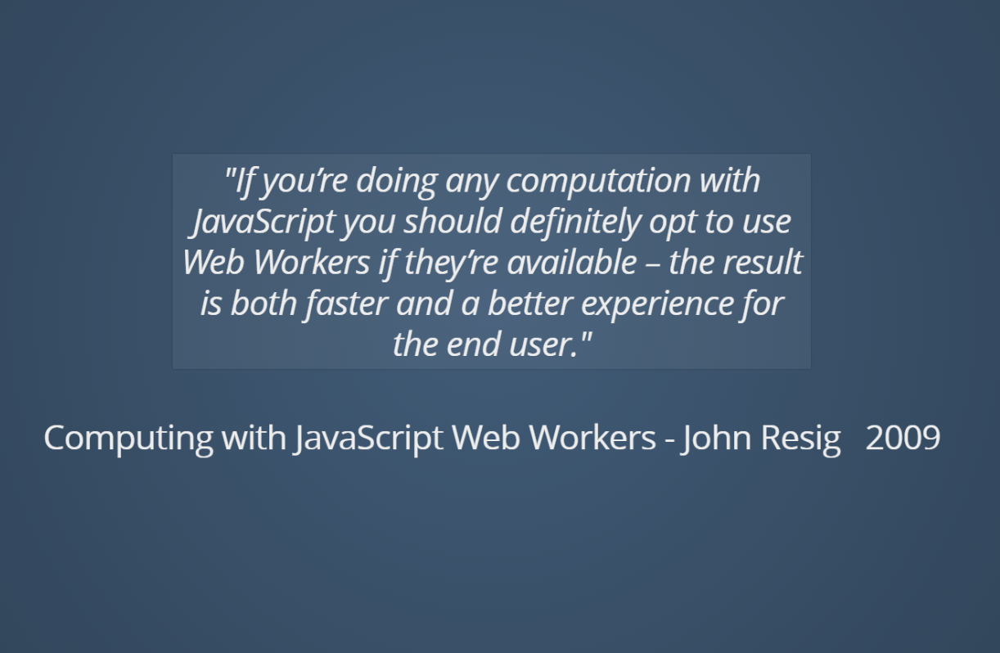 "If you’re doing any computation with
JavaScript you should definitely opt to use
Web Workers if they’re available – the result
is both faster and a better experience for
the end user."
Computing with JavaScript Web Workers - John Resig   2009